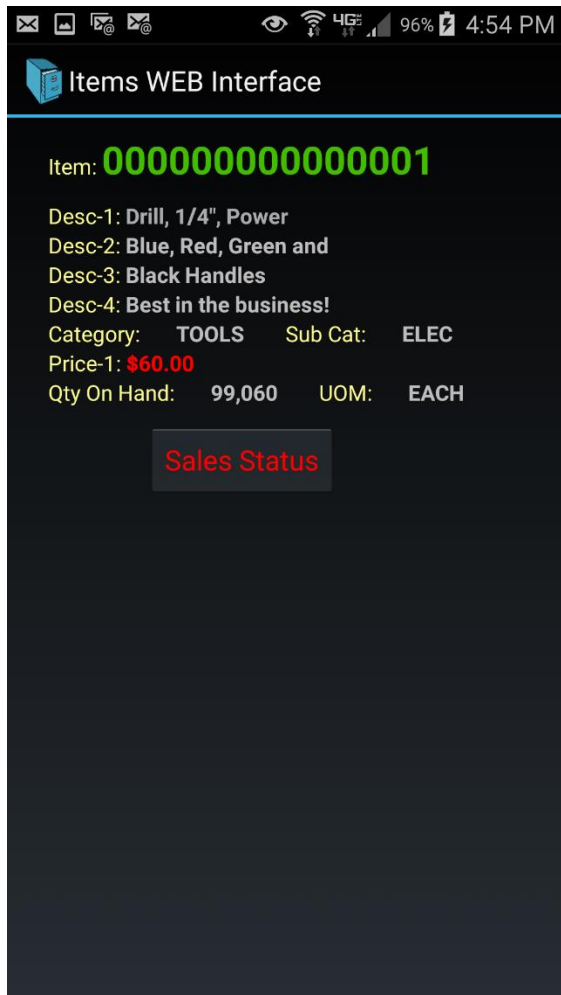 4G 96% 4:54 PM
Items WEB Interface
Item: 000000000000001
Desc-1: Drill, 1/4", Power
Desc-2: Blue, Red, Green and
Desc-3: Black Handles
Desc-4: Best in the business!
Category: TOOLS Sub Cat: ELEC
Price-1: $60.00
Qty On Hand: 99,060 UOM: EACH
Sales Status